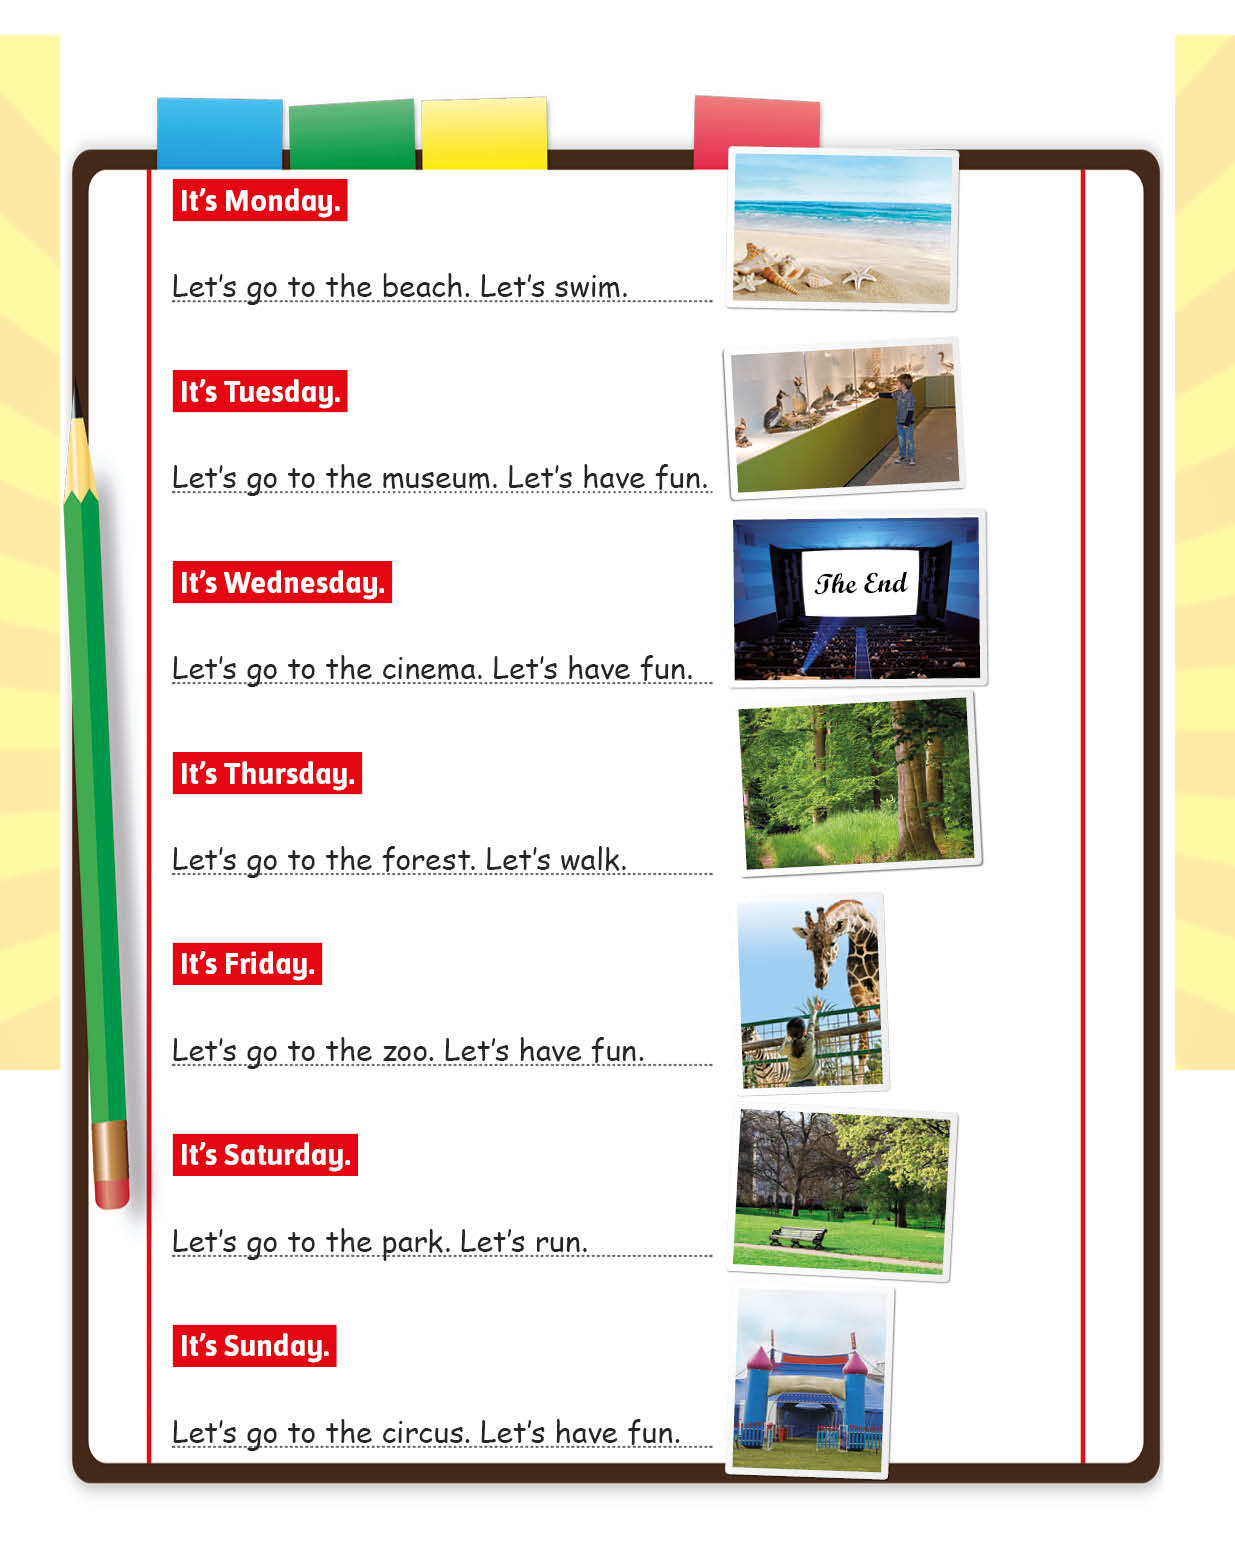 It's Monday.
Let's go to the beach. Let's swim.
It's Tuesday.
Let's go to the museum. Let's have fun.
It's Wednesday.
Let's go to the cinema. Let's have fun.
The End
It's Thursday.
Let's go to the forest. Let's walk.
It's Friday.
Let's go to the zoo. Let's have fun.
It's Saturday.
Let's go to the park. Let's run.
It's Sunday.
Let's go to the circus. Let's have fun.